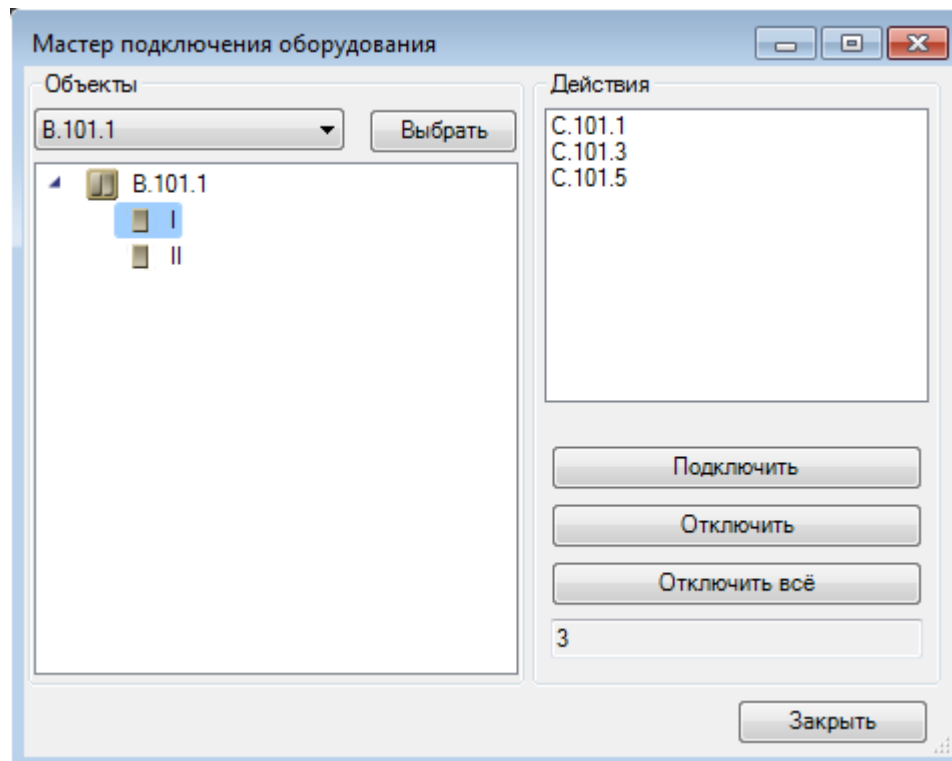 Мастер подключения оборудования
Объекты
В.101.1
Выбрать
В.101.1
I
II
Действия
С.101.1
С.101.3
С.101.5
Подключить
Отключить
Отключить всё
3
Закрыть